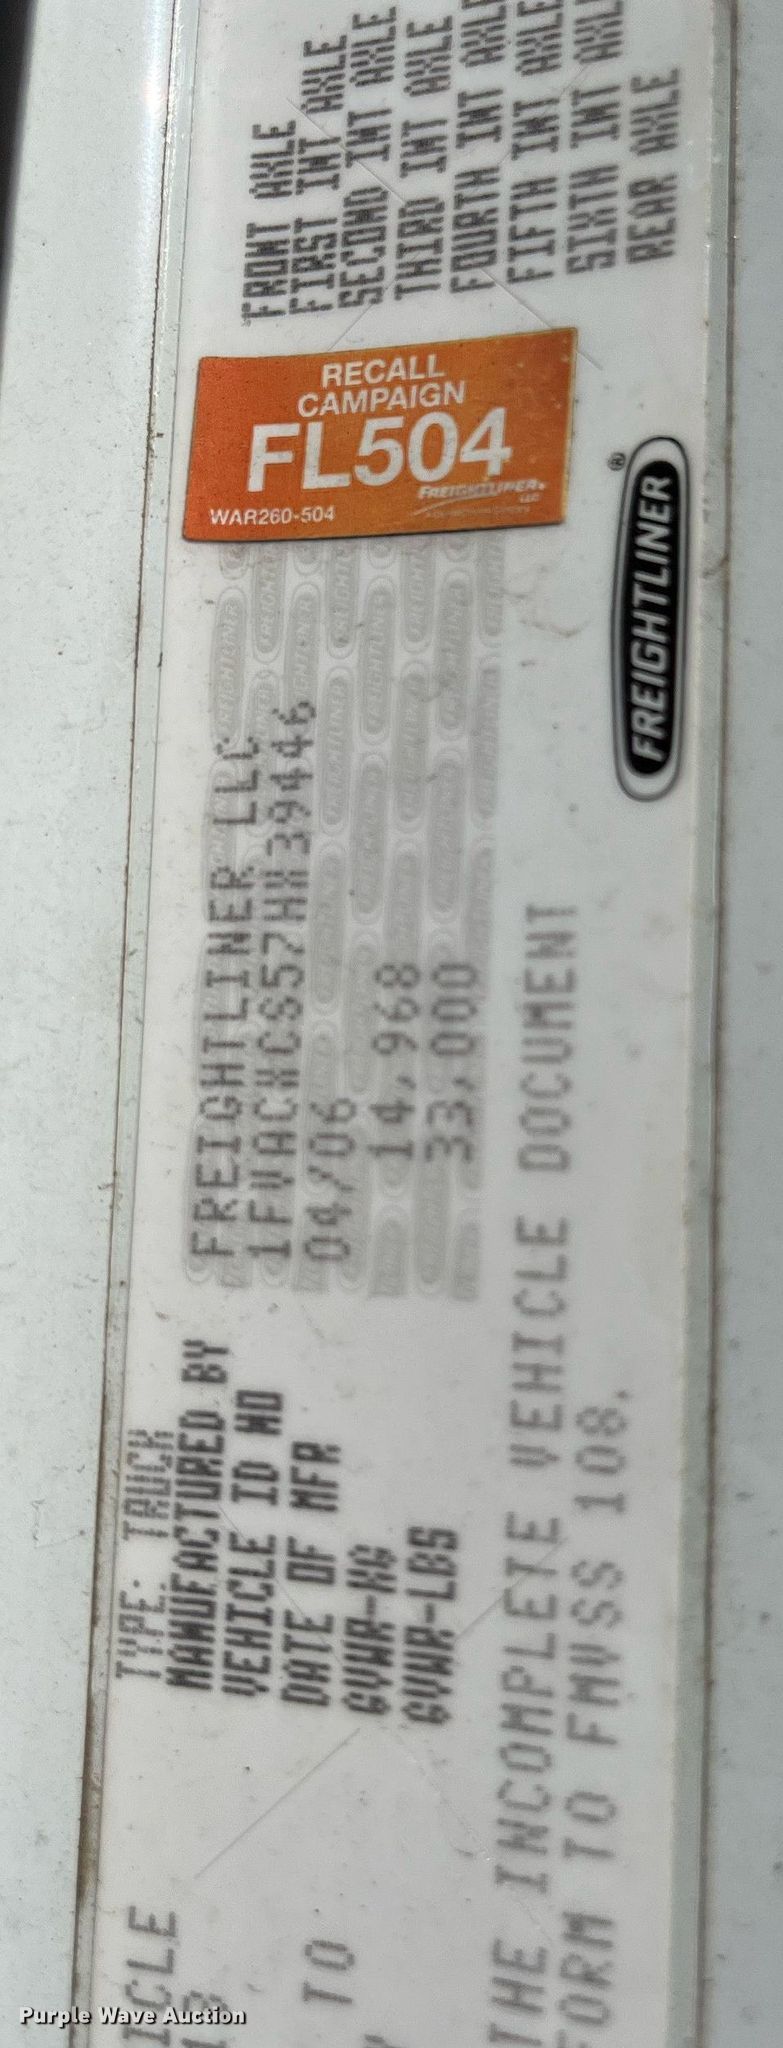 TYPE: TRUCK
MANUFACTURED BY FREIGHTLINER LLC
VEHICLE ID NO 1FVACXCS57HX39446
DATE OF MFR 04/06
GVWR-KG 14,968
GVWR-LBS 33,000
THE INCOMPLETE VEHICLE DOCUMENT
FORM TO FMVSS 108.
ICLE
TO
RECALL
CAMPAIGN
FL504
FREIGHTLINER
LLC
WAR260-504
FREIGHTLINER®
FRONT AXLE
FIRST INT AXLE
SECOND INT AXLE
THIRD INT AXLE
FOURTH INT AXLE
FIFTH INT AXLE
SIXTH INT AXLE
REAR AXLE
Purple Wave Auction